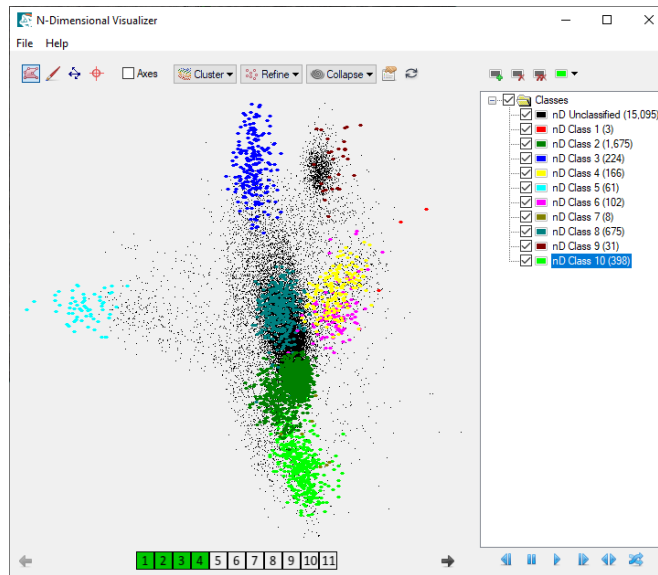 N-Dimensional Visualizer
File Help
Axes Cluster Refine Collapse
Classes
nD Unclassified (15,095)
nD Class 1 (3)
nD Class 2 (1,675)
nD Class 3 (224)
nD Class 4 (166)
nD Class 5 (61)
nD Class 6 (102)
nD Class 7 (8)
nD Class 8 (675)
nD Class 9 (31)
nD Class 10 (398)
1 2 3 4 5 6 7 8 9 10 11